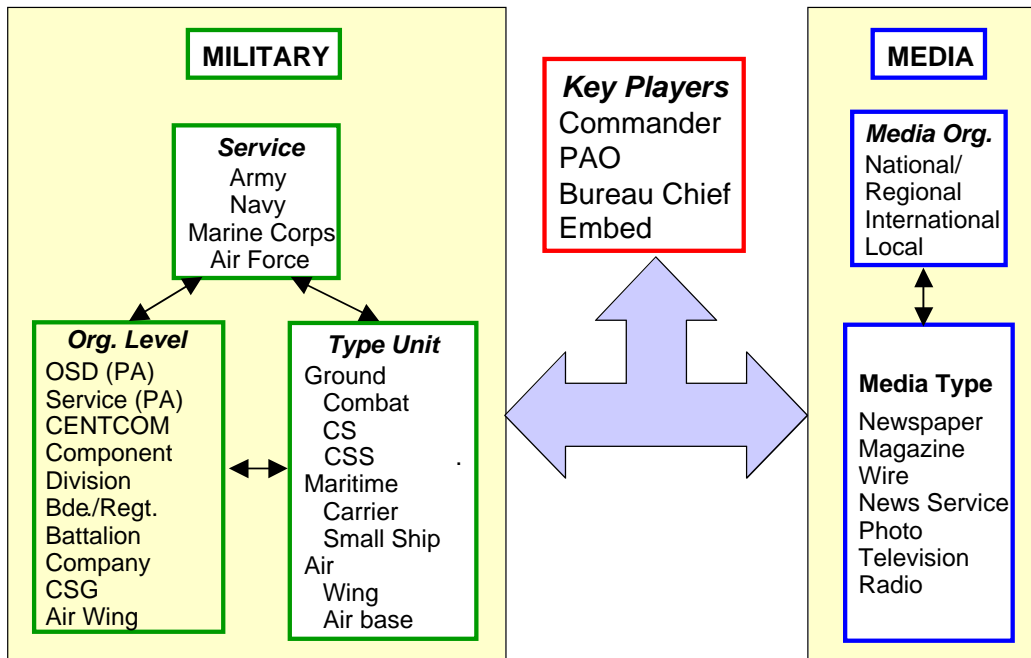 MILITARY
Service
Army
Navy
Marine Corps
Air Force
Org. Level
OSD (PA)
Service (PA)
CENTCOM
Component
Division
Bde./Regt.
Battalion
Company
CSG
Air Wing
Type Unit
Ground
Combat
CS
CSS .
Maritime
Carrier
Small Ship
Air
Wing
Air base
Key Players
Commander
PAO
Bureau Chief
Embed
MEDIA
Media Org.
National/
Regional
International
Local
Media Type
Newspaper
Magazine
Wire
News Service
Photo
Television
Radio